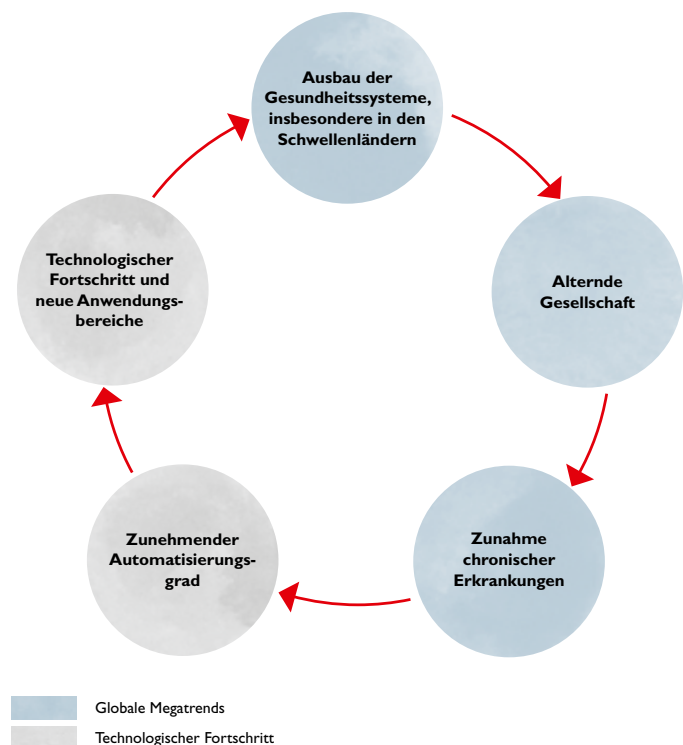 Ausbau der
Gesundheitssysteme,
insbesondere in den
Schwellenländern
Alternde
Gesellschaft
Zunahme
chronischer
Erkrankungen
Zunehmender
Automatisierungs-
grad
Technologischer
Fortschritt und
neue Anwendungs-
bereiche
Globale Megatrends
Technologischer Fortschritt